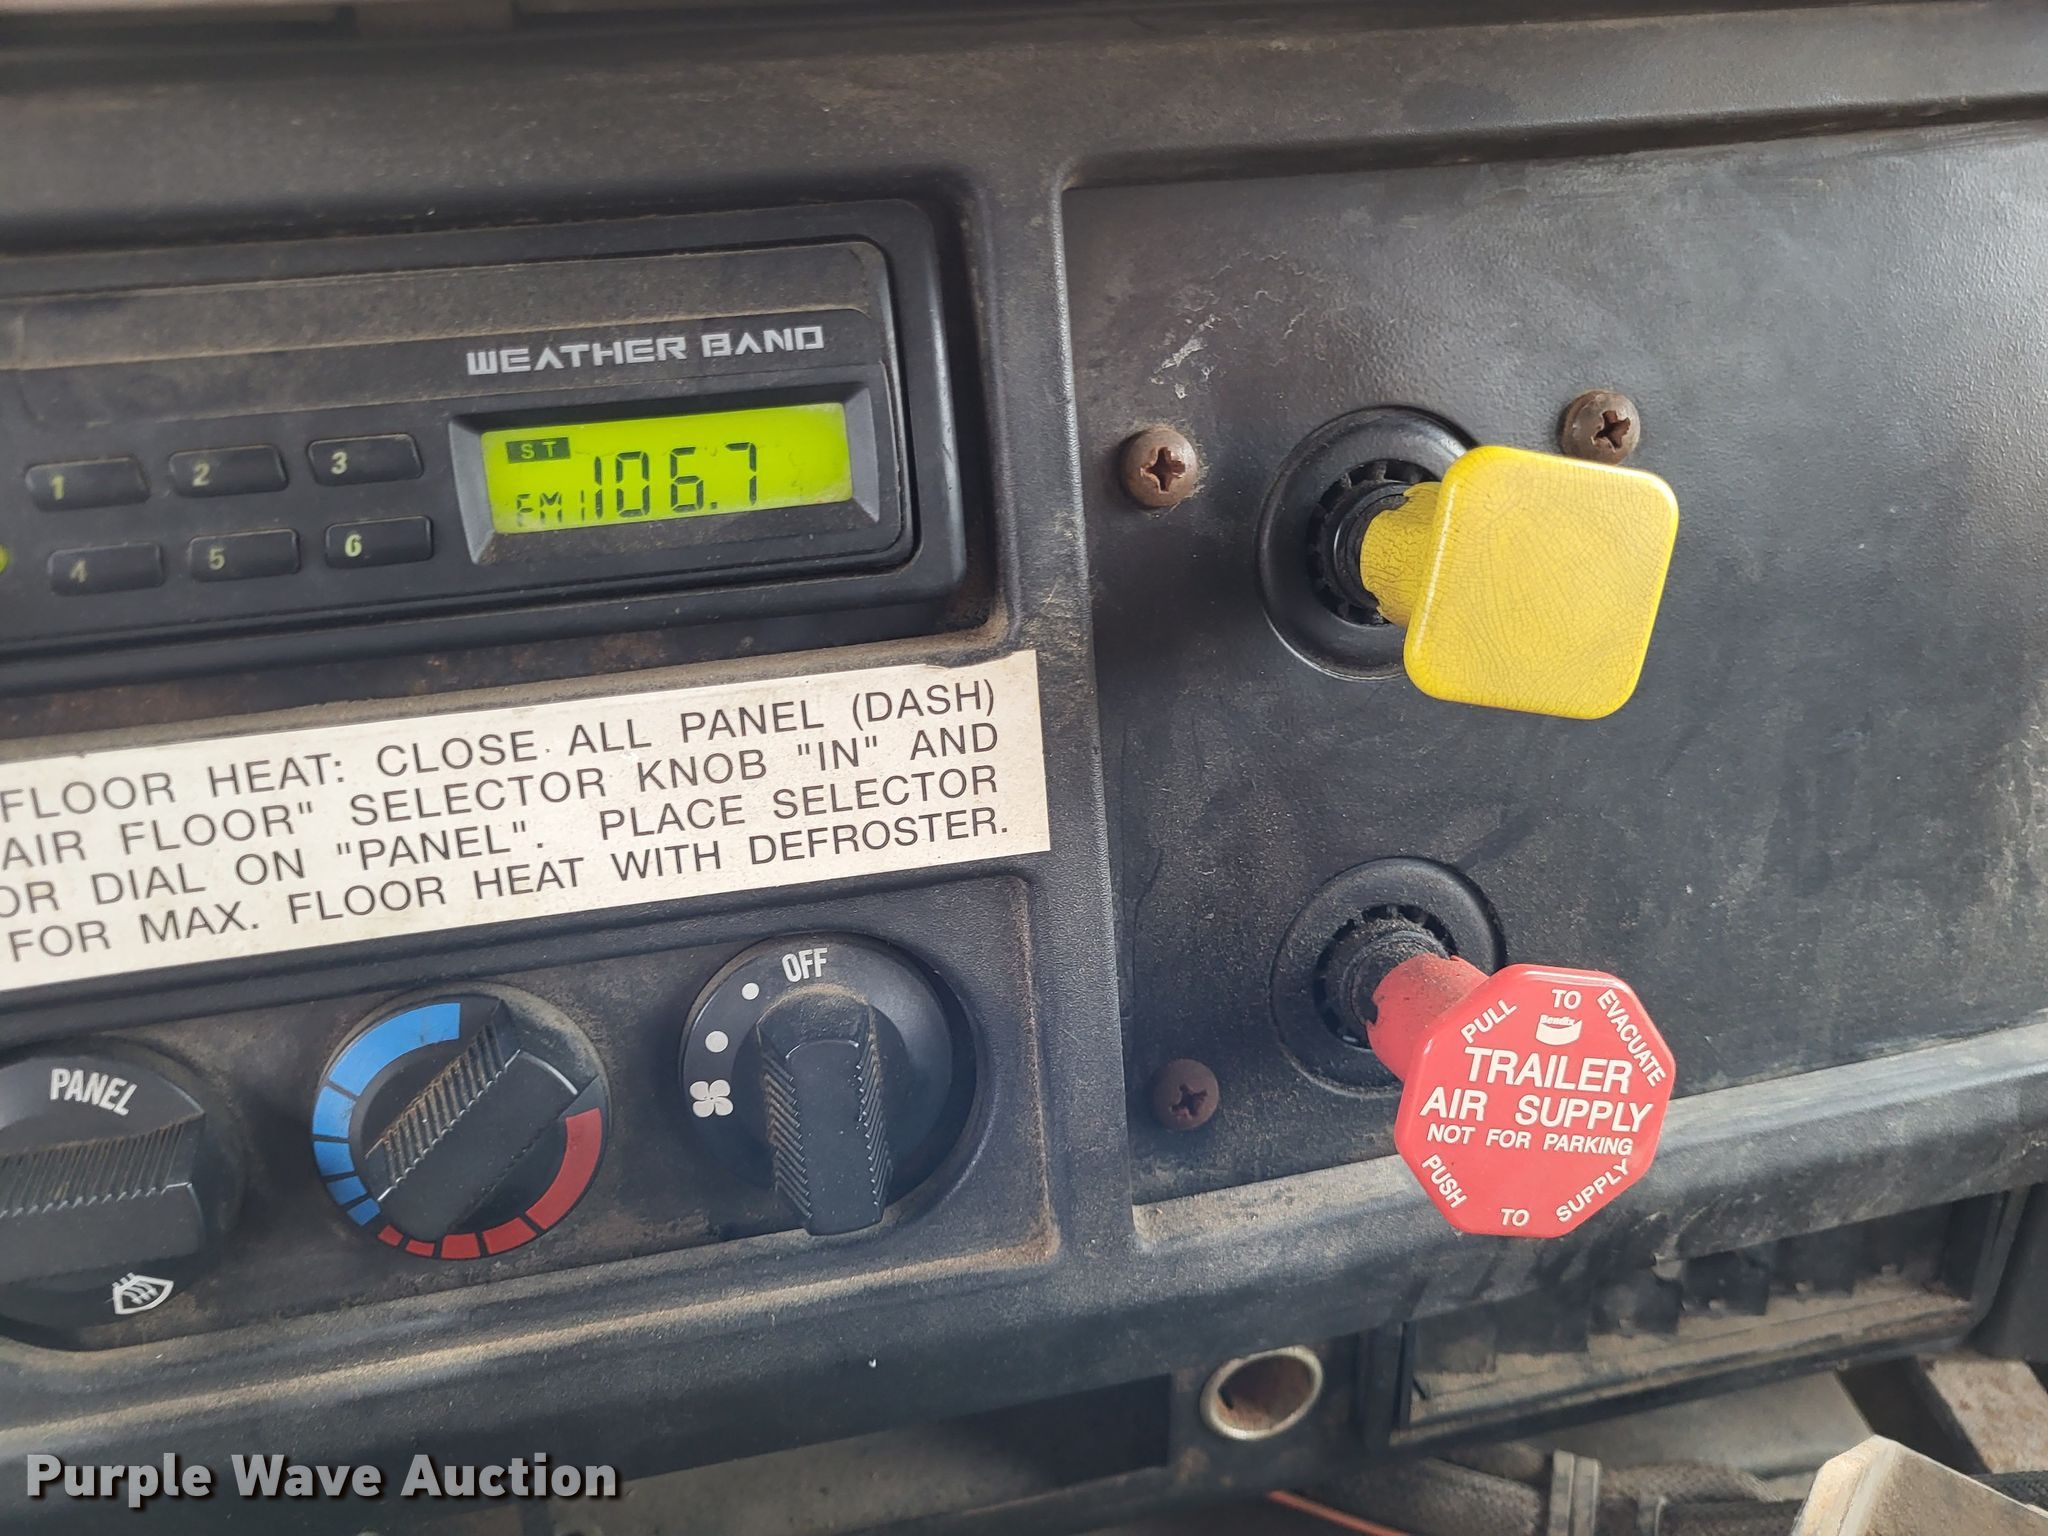 WEATHER BAND
1 2 3
ST
FM1 106.7
4 5 6
FLOOR HEAT: CLOSE ALL PANEL (DASH)
AIR FLOOR" SELECTOR KNOB "IN" AND
OR DIAL ON "PANEL". PLACE SELECTOR
FOR MAX. FLOOR HEAT WITH DEFROSTER.
PANEL
OFF
PULL TO EVACUATE
Bendix
TRAILER
AIR SUPPLY
NOT FOR PARKING
PUSH TO SUPPLY
Purple Wave Auction